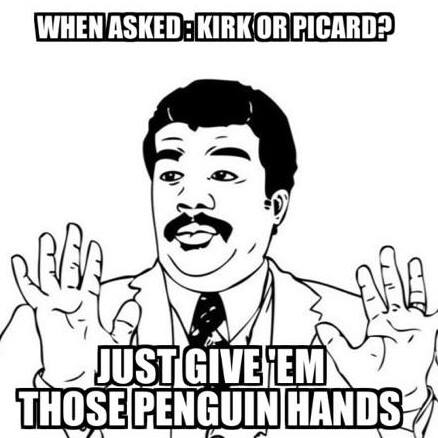 WHEN ASKED : KIRK OR PICARD?
JUST GIVE 'EM
THOSE PENGUIN HANDS